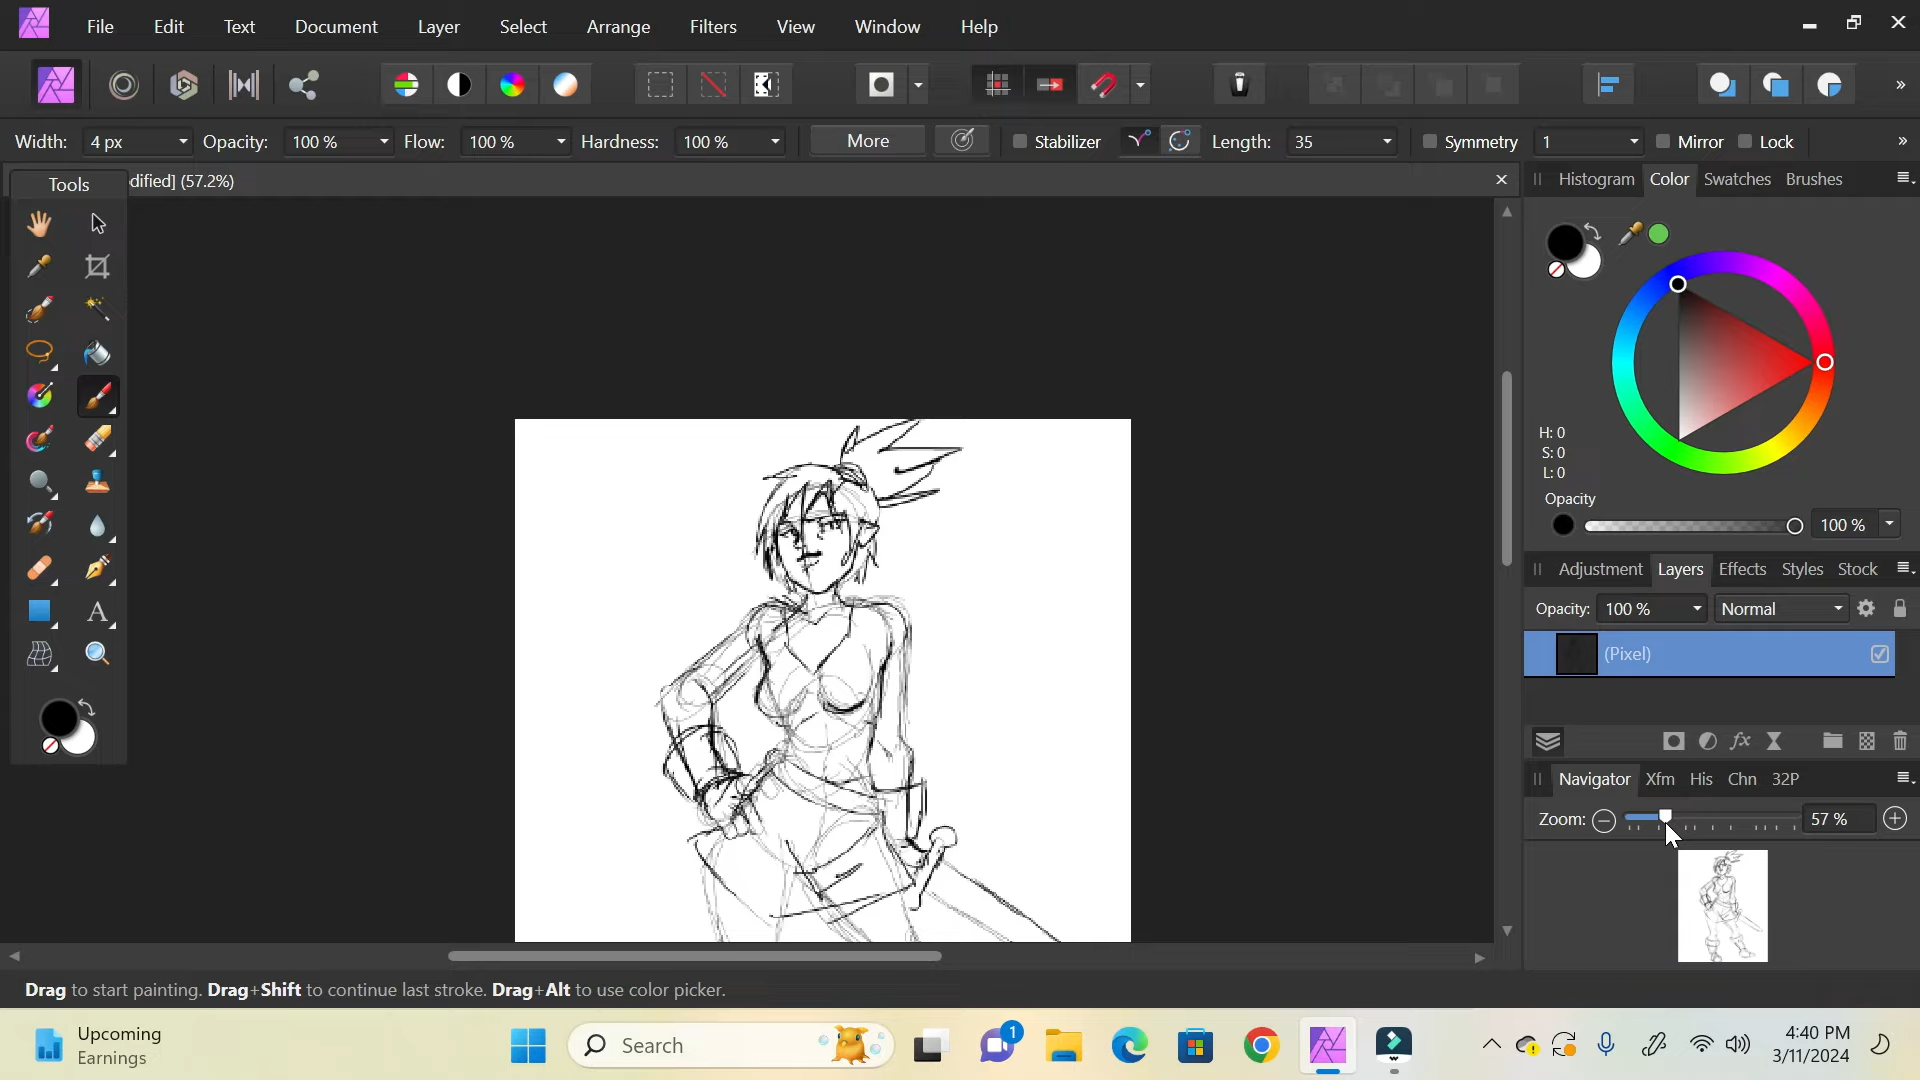 File Edit Text Document Layer Select Arrange Filters View Window Help
Width: 4 px Opacity: 100 % Flow: 100 % Hardness: 100 % More Stabilizer Length: 35 Symmetry 1 Mirror Lock
Tools
dified] (57.2%)
Histogram Color Swatches Brushes
H: 0
S: 0
L: 0
Opacity
100 %
Adjustment Layers Effects Styles Stock
Opacity: 100 % Normal
(Pixel)
Navigator Xfm His Chn 32P
Zoom: 57 %
Drag to start painting. Drag+Shift to continue last stroke. Drag+Alt to use color picker.
Upcoming
Earnings
Search
1
4:40 PM
3/11/2024